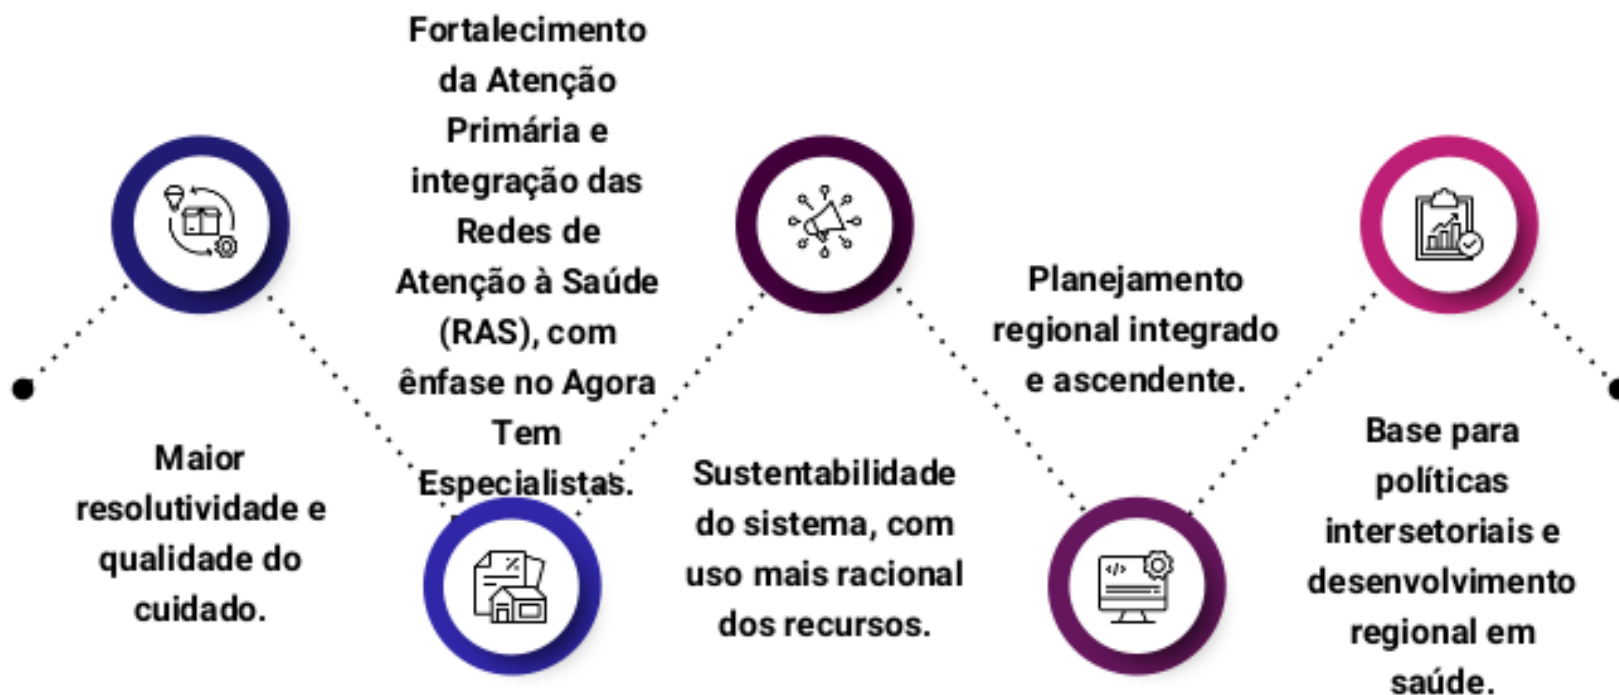 Maior
resolutividade e
qualidade do
cuidado.
Fortalecimento
da Atenção
Primária e
integração das
Redes de
Atenção à Saúde
(RAS), com
ênfase no Agora
Tem
Especialistas.
Sustentabilidade
do sistema, com
uso mais racional
dos recursos.
Planejamento
regional integrado
e ascendente.
Base para
políticas
intersetoriais e
desenvolvimento
regional em
saúde.